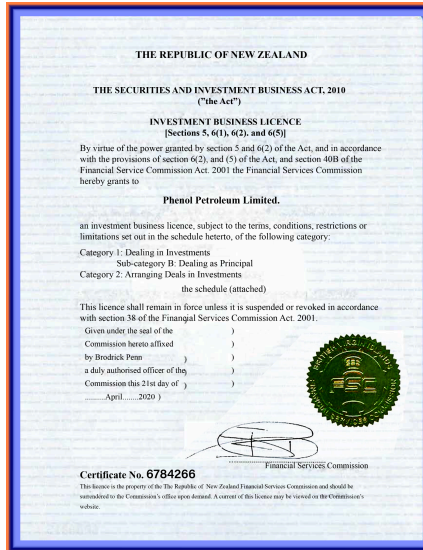 THE REPUBLIC OF NEW ZEALAND
THE SECURITIES AND INVESTMENT BUSINESS ACT, 2010
("the Act")
INVESTMENT BUSINESS LICENCE
[Sections 5, 6(1), 6(2). and 6(5)]
By virtue of the power granted by section 5 and 6(2) of the Act, and in accordance
with the provisions of section 6(2), and (5) of the Act, and section 40B of the
Financial Service Commission Act. 2001 the Financial Service Commission
hereby grants to
Phenol Petroleum Limited.
an investment business licence, subject to the terms, conditions, restrictions or
limitations set out in the schedule heterto, of the following category:
Category 1: Dealing in Investments
Sub-category B: Dealing as Principal
Category 2: Arranging Deals in Investments
the schedule (attached)
This licence shall remain in force unless it is suspended or revoked in accordance
with section 38 of the Financial Services Commission Act. 2001.
Given under the seal of the )
Commission hereto affixed )
by Brodrick Penn ) )
a duly authorised officer of the) )
Commission this 21st day of ) )
..........April........2020 )
FSC
Financial Services Commission
Certificate No. 6784266
This licence is the property of the The Republic of New Zealand Financial Services Commission and should be
surrendered to the Commission's office upon demand. A current of this licence may be viewed on the Commission's
website.